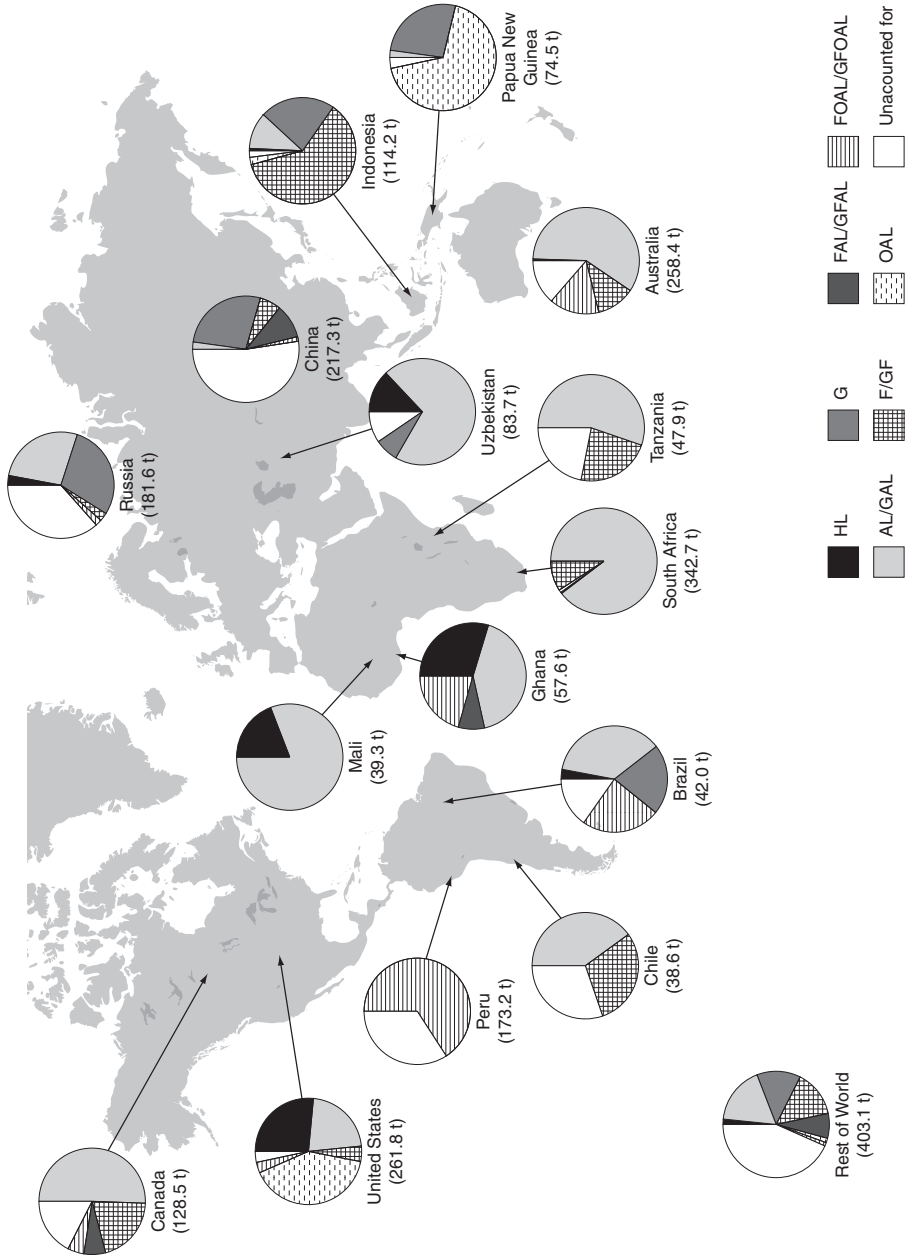 Canada
(128.5 t)
United States
(261.8 t)
Peru
(173.2 t)
Chile
(38.6 t)
Brazil
(42.0 t)
Mali
(39.3 t)
Ghana
(57.6 t)
South Africa
(342.7 t)
Tanzania
(47.9 t)
Russia
(181.6 t)
Uzbekistan
(83.7 t)
China
(217.3 t)
Indonesia
(114.2 t)
Papua New
Guinea
(74.5 t)
Australia
(258.4 t)
Rest of World
(403.1 t)
HL
G
FAL/GFAL
FOAL/GFOAL
AL/GAL
F/GF
OAL
Unacounted for